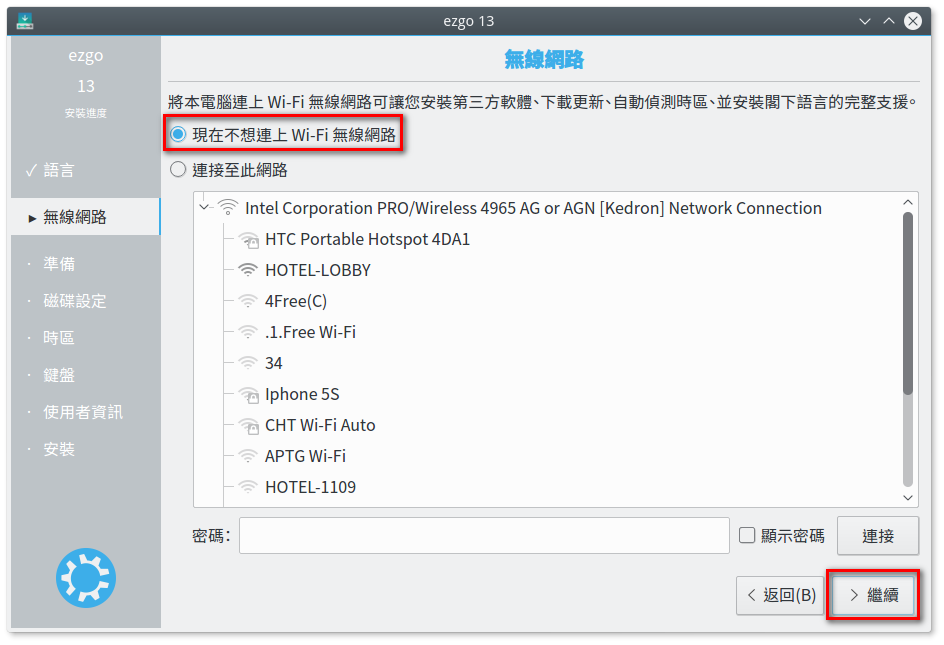 ezgo 13
ezgo
13
安裝進度
✓ 語言
▸ 無線網路
· 準備
· 磁碟設定
· 時區
· 鍵盤
· 使用者資訊
· 安裝
無線網路
將本電腦連上 Wi-Fi 無線網路可讓您安裝第三方軟體、下載更新、自動偵測時區、並安裝閣下語言的完整支援。
現在不想連上 Wi-Fi 無線網路
連接至此網路
Intel Corporation PRO/Wireless 4965 AG or AGN [Kedron] Network Connection
HTC Portable Hotspot 4DA1
HOTEL-LOBBY
4Free(C)
.1.Free Wi-Fi
34
Iphone 5S
CHT Wi-Fi Auto
APTG Wi-Fi
HOTEL-1109
密碼: 顯示密碼 連接
< 返回(B) > 繼續